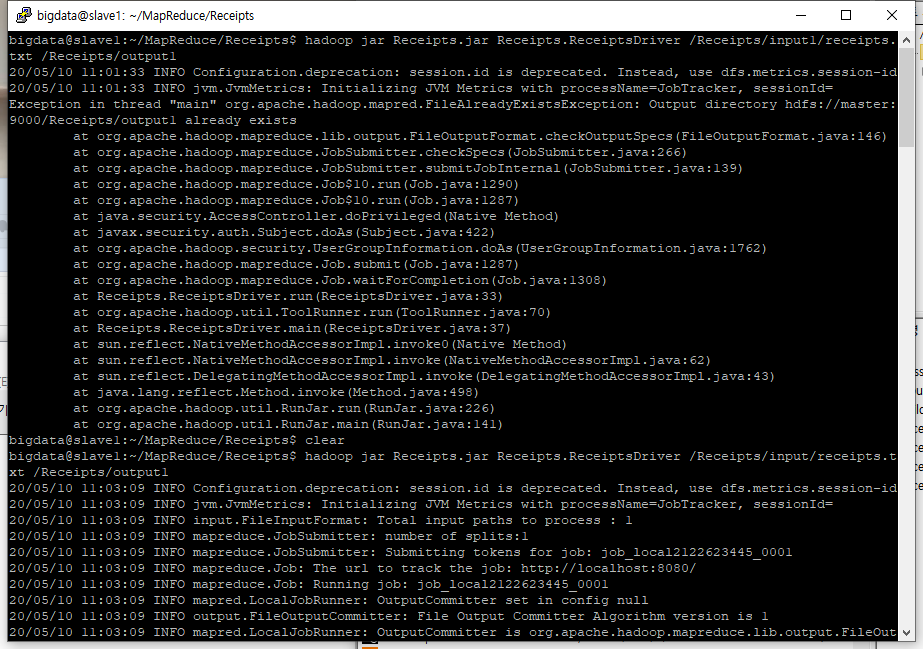 bigdata@slave1: ~/MapReduce/Receipts
bigdata@slave1:~/MapReduce/Receipts$ hadoop jar Receipts.jar Receipts.ReceiptsDriver /Receipts/input1/receipts.
txt /Receipts/output1
20/05/10 11:01:33 INFO Configuration.deprecation: session.id is deprecated. Instead, use dfs.metrics.session-id
20/05/10 11:01:33 INFO jvm.JvmMetrics: Initializing JVM Metrics with processName=JobTracker, sessionId=
Exception in thread "main" org.apache.hadoop.mapred.FileAlreadyExistsException: Output directory hdfs://master:
9000/Receipts/output1 already exists
at org.apache.hadoop.mapreduce.lib.output.FileOutputFormat.checkOutputSpecs(FileOutputFormat.java:146)
at org.apache.hadoop.mapreduce.JobSubmitter.checkSpecs(JobSubmitter.java:266)
at org.apache.hadoop.mapreduce.JobSubmitter.submitJobInternal(JobSubmitter.java:139)
at org.apache.hadoop.mapreduce.Job$10.run(Job.java:1290)
at org.apache.hadoop.mapreduce.Job$10.run(Job.java:1287)
at java.security.AccessController.doPrivileged(Native Method)
at javax.security.auth.Subject.doAs(Subject.java:422)
at org.apache.hadoop.security.UserGroupInformation.doAs(UserGroupInformation.java:1762)
at org.apache.hadoop.mapreduce.Job.submit(Job.java:1287)
at org.apache.hadoop.mapreduce.Job.waitForCompletion(Job.java:1308)
at Receipts.ReceiptsDriver.run(ReceiptsDriver.java:33)
at org.apache.hadoop.util.ToolRunner.run(ToolRunner.java:70)
at Receipts.ReceiptsDriver.main(ReceiptsDriver.java:37)
at sun.reflect.NativeMethodAccessorImpl.invoke0(Native Method)
at sun.reflect.NativeMethodAccessorImpl.invoke(NativeMethodAccessorImpl.java:62)
at sun.reflect.DelegatingMethodAccessorImpl.invoke(DelegatingMethodAccessorImpl.java:43)
at java.lang.reflect.Method.invoke(Method.java:498)
at org.apache.hadoop.util.RunJar.run(RunJar.java:226)
at org.apache.hadoop.util.RunJar.main(RunJar.java:141)
bigdata@slave1:~/MapReduce/Receipts$ clear
bigdata@slave1:~/MapReduce/Receipts$ hadoop jar Receipts.jar Receipts.ReceiptsDriver /Receipts/input/receipts.t
xt /Receipts/output1
20/05/10 11:03:09 INFO Configuration.deprecation: session.id is deprecated. Instead, use dfs.metrics.session-id
20/05/10 11:03:09 INFO jvm.JvmMetrics: Initializing JVM Metrics with processName=JobTracker, sessionId=
20/05/10 11:03:09 INFO input.FileInputFormat: Total input paths to process : 1
20/05/10 11:03:09 INFO mapreduce.JobSubmitter: number of splits:1
20/05/10 11:03:09 INFO mapreduce.JobSubmitter: Submitting tokens for job: job_local2122623445_0001
20/05/10 11:03:09 INFO mapreduce.Job: The url to track the job: http://localhost:8080/
20/05/10 11:03:09 INFO mapreduce.Job: Running job: job_local2122623445_0001
20/05/10 11:03:09 INFO mapred.LocalJobRunner: OutputCommitter set in config null
20/05/10 11:03:09 INFO output.FileOutputCommitter: File Output Committer Algorithm version is 1
20/05/10 11:03:09 INFO mapred.LocalJobRunner: OutputCommitter is org.apache.hadoop.mapreduce.lib.output.FileOut